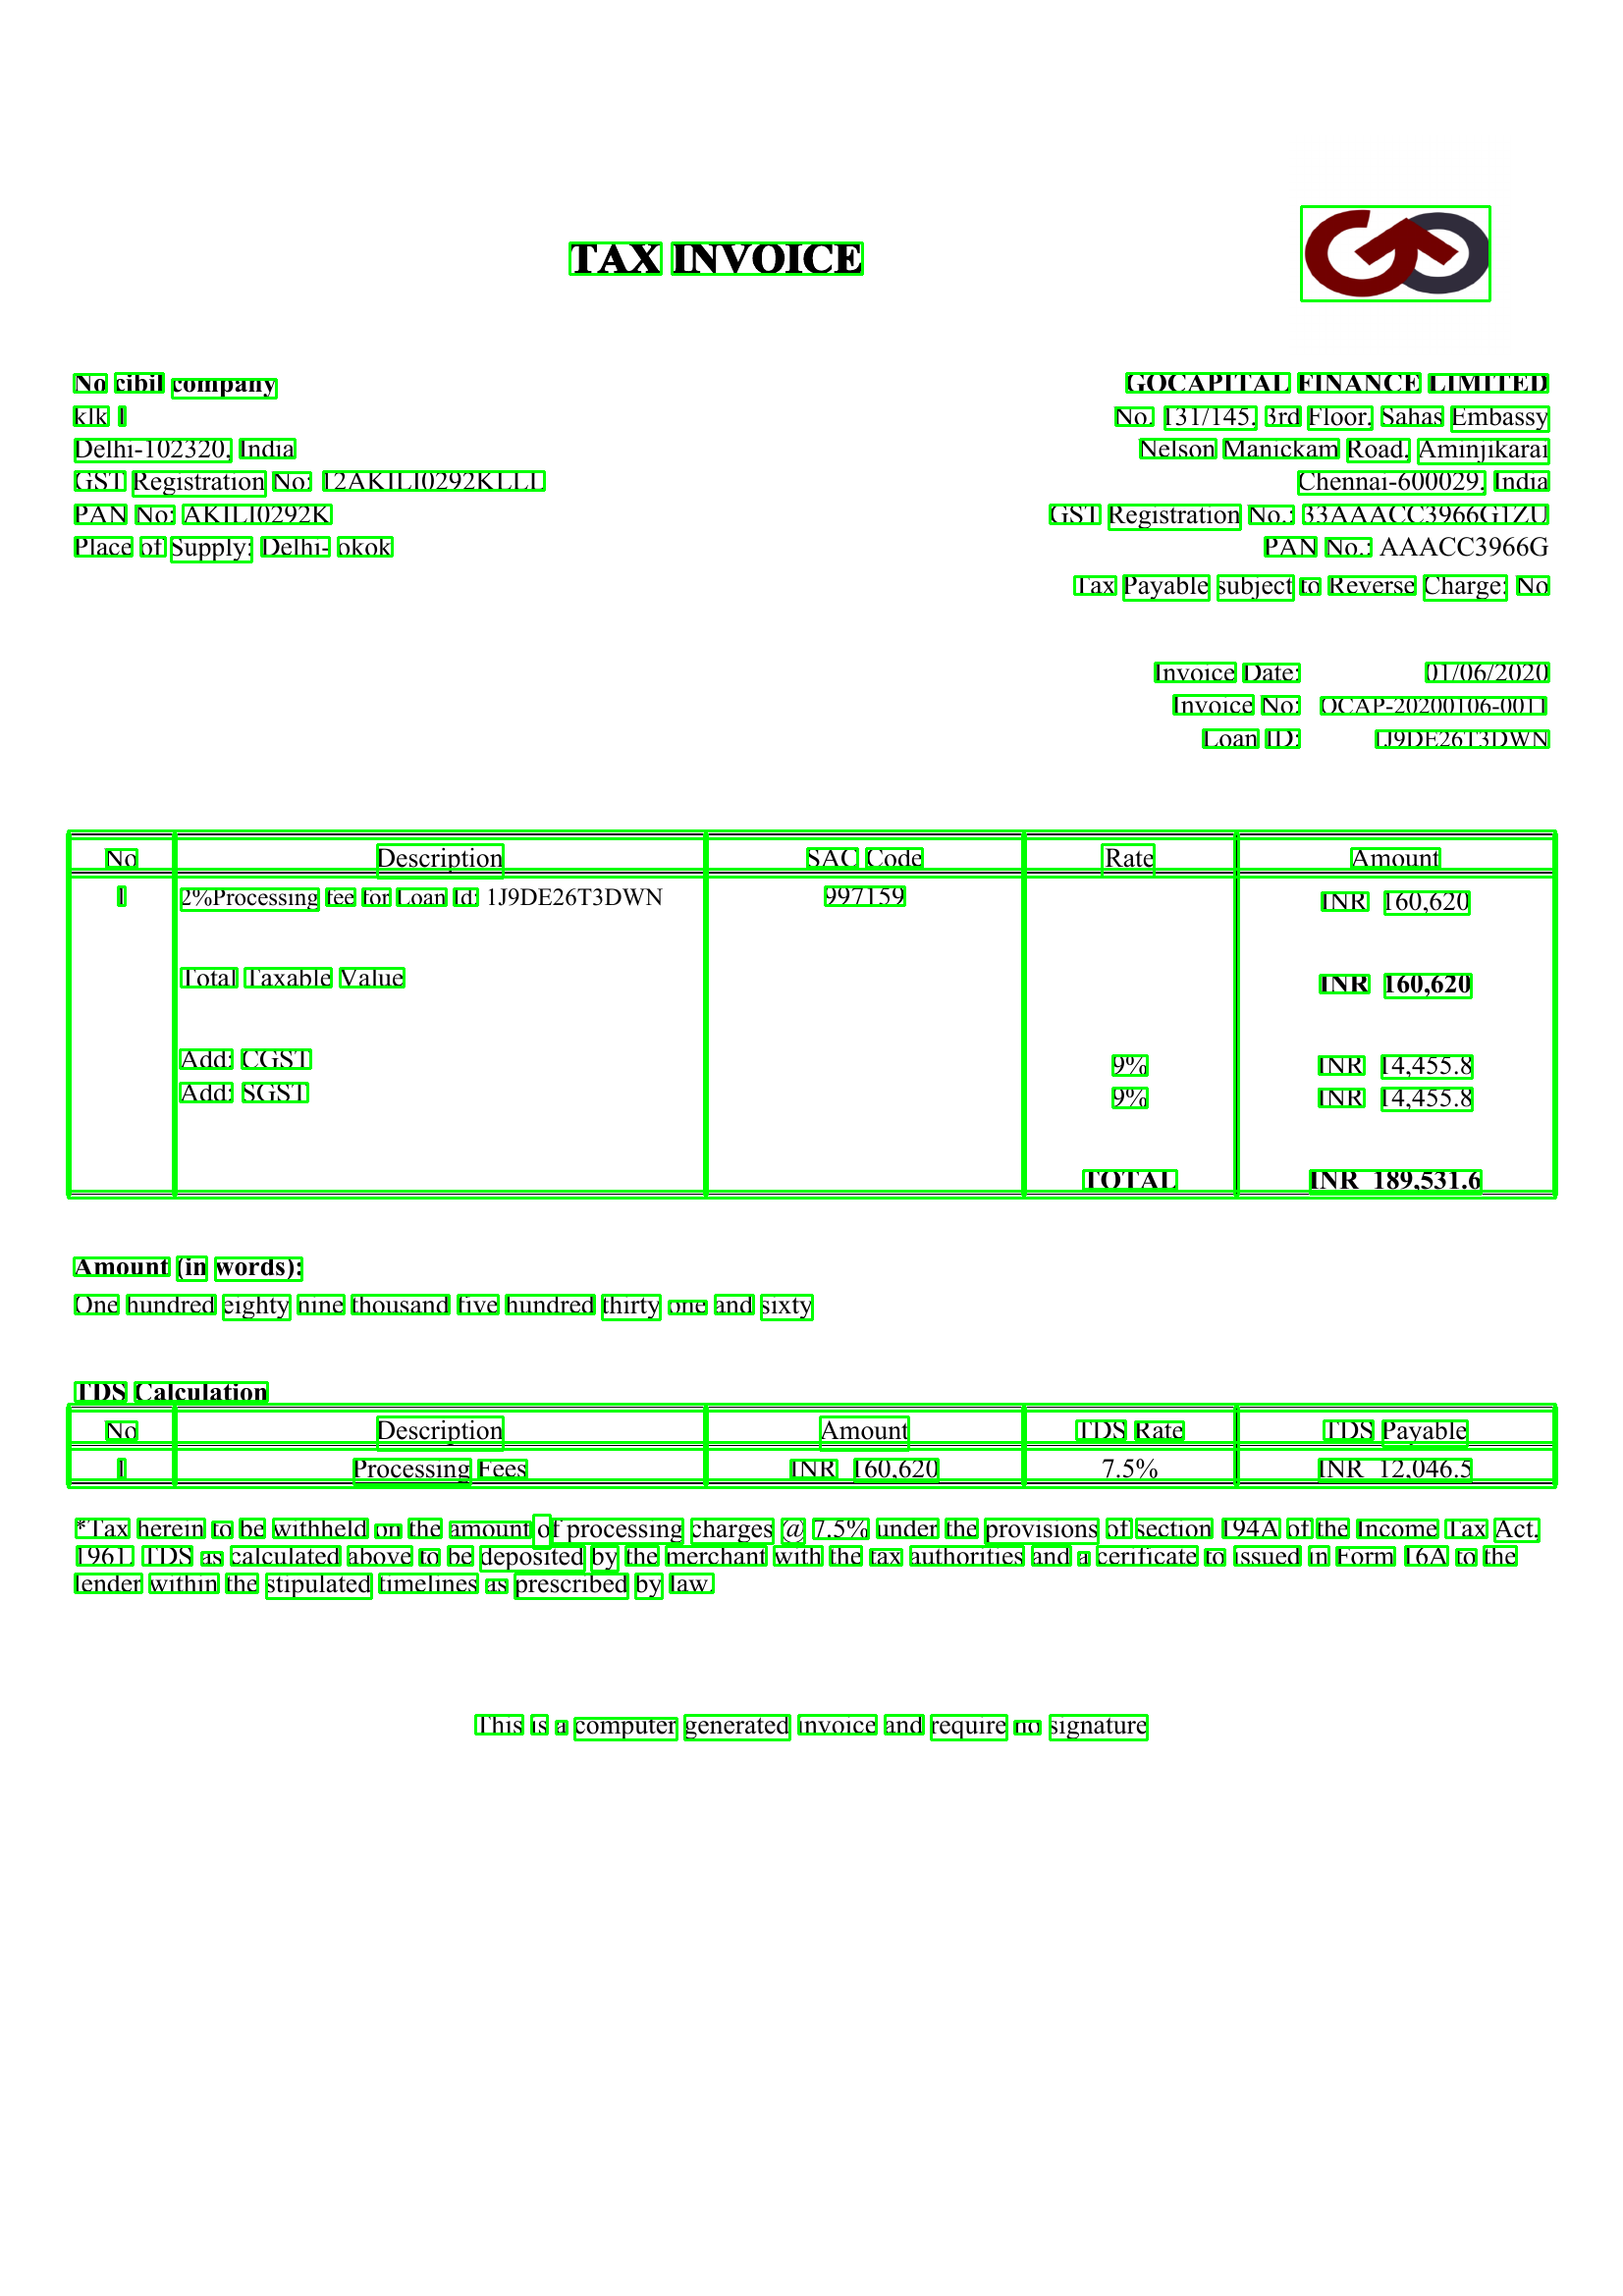 TAX INVOICE
No cibil company
klk l
Delhi-102320, India
GST Registration No: 12AKILI0292KLLL
PAN No: AKILI0292K
Place of Supply: Delhi- okok
GOCAPITAL FINANCE LIMITED
No. 131/145, 3rd Floor, Sahas Embassy
Nelson Manickam Road, Aminjikarai
Chennai-600029, India
GST Registration No.: 33AAACC3966G1ZU
PAN No.: AAACC3966G
Tax Payable subject to Reverse Charge: No
Invoice Date: 01/06/2020
Invoice No: OCAP-20200106-0011
Loan ID: 1J9DE26T3DWN
No Description SAC Code Rate Amount
1 2%Processing fee for Loan Id: 1J9DE26T3DWN 997159 INR 160,620
Total Taxable Value INR 160,620
Add: CGST 9% INR 14,455.8
Add: SGST 9% INR 14,455.8
TOTAL INR 189,531.6
Amount (in words):
One hundred eighty nine thousand five hundred thirty one and sixty
TDS Calculation
No Description Amount TDS Rate TDS Payable
1 Processing Fees INR 160,620 7.5% INR 12,046.5
*Tax herein to be withheld on the amount of processing charges @ 7.5% under the provisions of section 194A of the Income Tax Act,
1961. TDS as calculated above to be deposited by the merchant with the tax authorities and a cerificate to issued in Form 16A to the
lender within the stipulated timelines as prescribed by law.
This is a computer generated invoice and require no signature